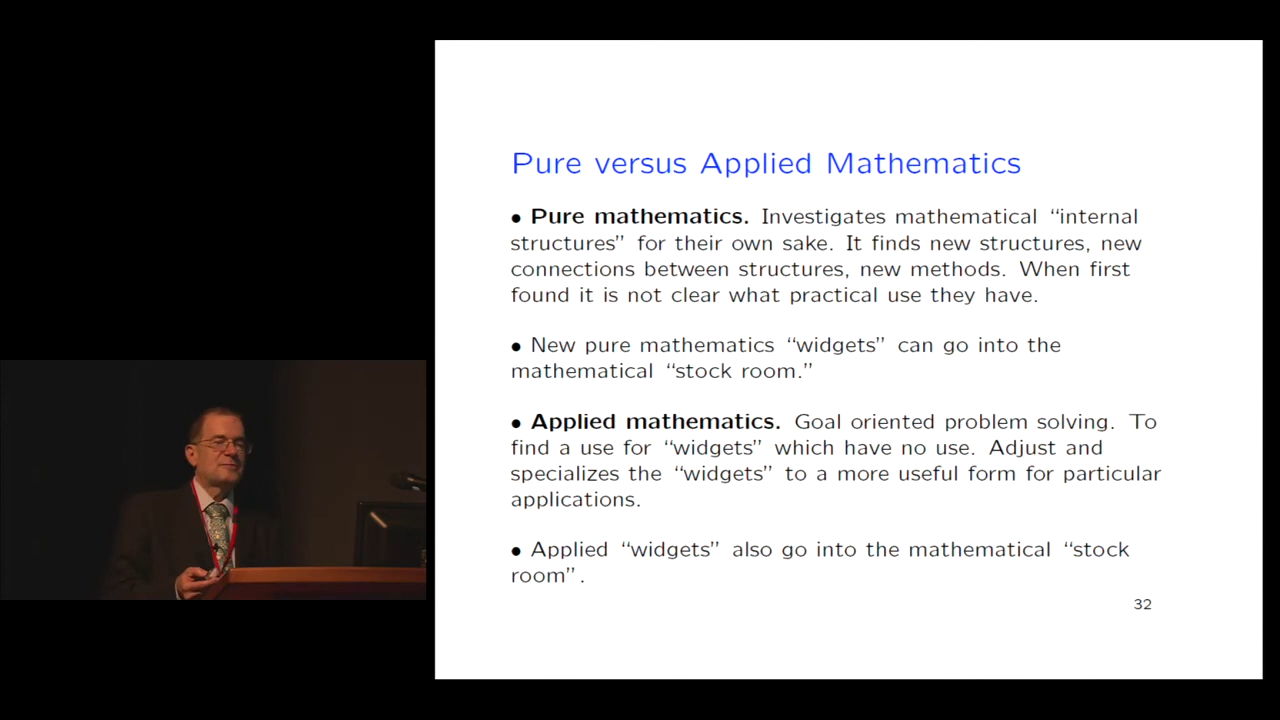 Pure versus Applied Mathematics
• Pure mathematics. Investigates mathematical “internal
structures” for their own sake. It finds new structures, new
connections between structures, new methods. When first
found it is not clear what practical use they have.
• New pure mathematics “widgets” can go into the
mathematical “stock room.”
• Applied mathematics. Goal oriented problem solving. To
find a use for “widgets” which have no use. Adjust and
specializes the “widgets” to a more useful form for particular
applications.
• Applied “widgets” also go into the mathematical “stock
room”.
32